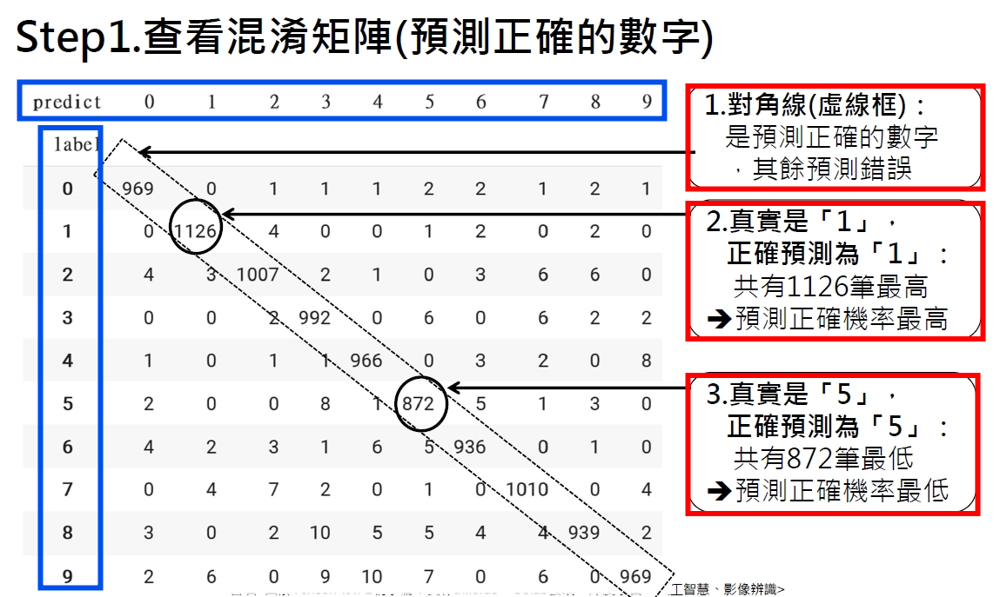 Step1.查看混淆矩陣(預測正確的數字)
predict 0 1 2 3 4 5 6 7 8 9
label
0 969 0 1 1 1 2 2 1 2 1
1 0 1126 4 0 0 1 2 0 2 0
2 4 3 1007 2 1 0 3 6 6 0
3 0 0 2 992 0 6 0 6 2 2
4 1 0 1 1 966 0 3 2 0 8
5 2 0 0 8 1 872 5 1 3 0
6 4 2 3 1 6 5 936 0 1 0
7 0 4 7 2 0 1 0 1010 0 4
8 3 0 2 10 5 5 4 4 939 2
9 2 6 0 9 10 7 0 6 0 969
1.對角線(虛線框)：
是預測正確的數字
，其餘預測錯誤
2.真實是「1」，
正確預測為「1」：
共有1126筆最高
➔預測正確機率最高
3.真實是「5」，
正確預測為「5」：
共有872筆最低
➔預測正確機率最低
工智慧、影像辨識>